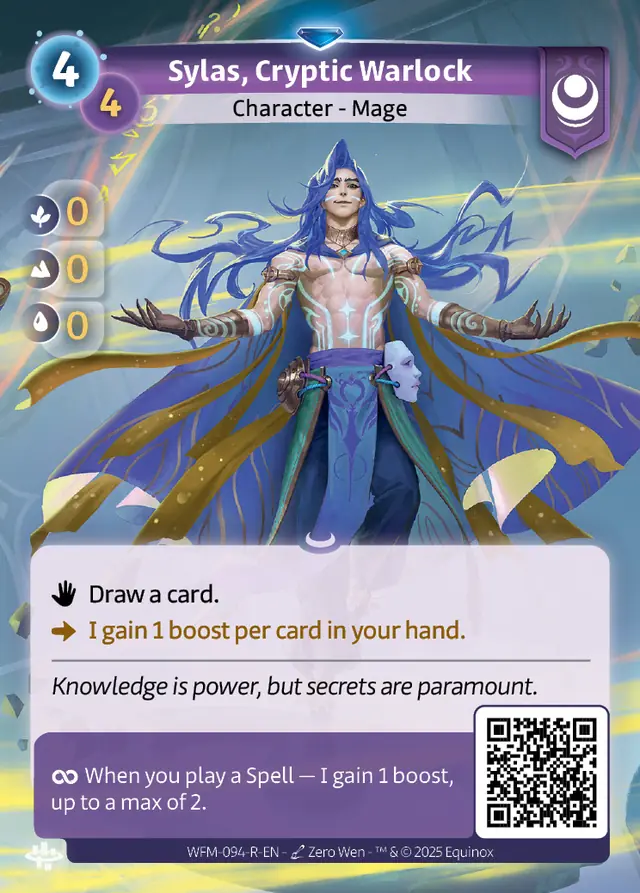 4
Sylas, Cryptic Warlock
4
Character - Mage
0
0
0
Draw a card.
I gain 1 boost per card in your hand.
Knowledge is power, but secrets are paramount.
When you play a Spell — I gain 1 boost,
up to a max of 2.
WFM-094-R-EN - Zero Wen - ™ & © 2025 Equinox